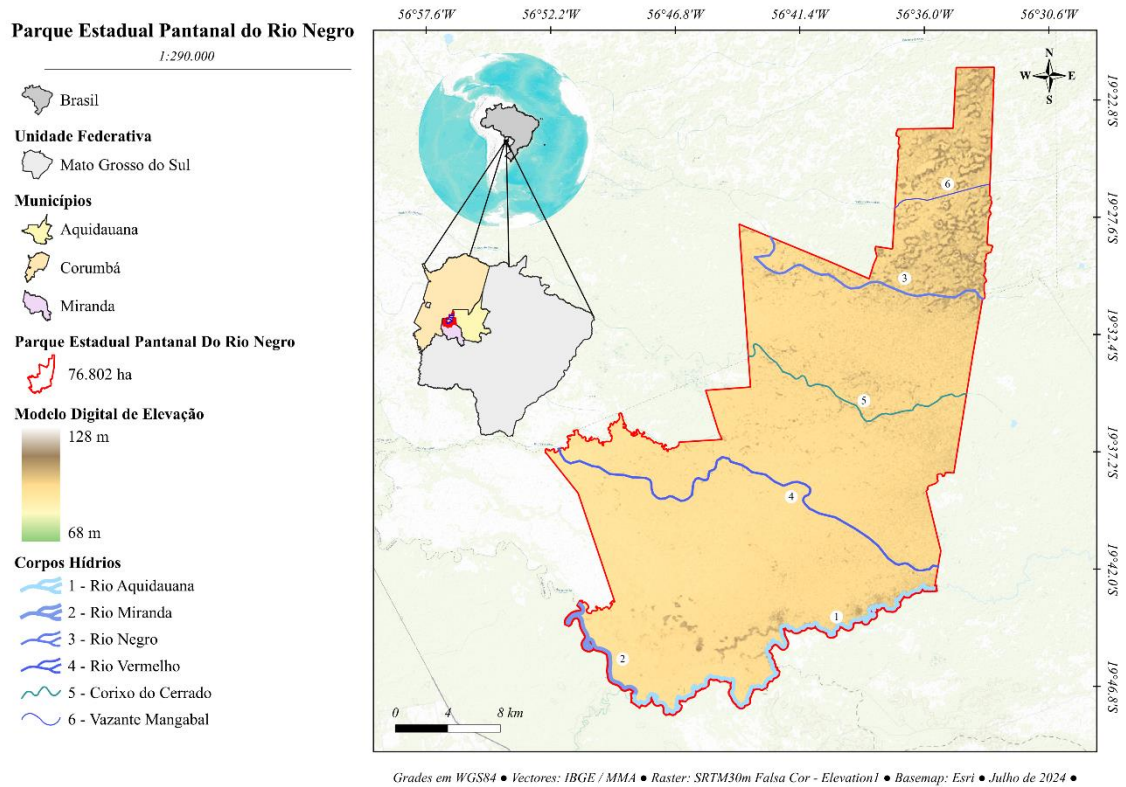 Parque Estadual Pantanal do Rio Negro
1:290.000
Brasil
Unidade Federativa
Mato Grosso do Sul
Municípios
Aquidauana
Corumbá
Miranda
Parque Estadual Pantanal Do Rio Negro
76.802 ha
Modelo Digital de Elevação
128 m
68 m
Corpos Hídrios
1 - Rio Aquidauana
2 - Rio Miranda
3 - Rio Negro
4 - Rio Vermelho
5 - Corixo do Cerrado
6 - Vazante Mangabal
56°57.6'W 56°52.2'W 56°46.8'W 56°41.4'W 56°36.0'W 56°30.6'W
N
W E
S
19°22.8'S
19°27.6'S
19°32.4'S
19°37.2'S
19°42.0'S
19°46.8'S
6
3
5
4
1
2
0 4 8 km
Grades em WGS84 ● Vectores: IBGE / MMA ● Raster: SRTM30m Falsa Cor - Elevation1 ● Basemap: Esri ● Julho de 2024 ●